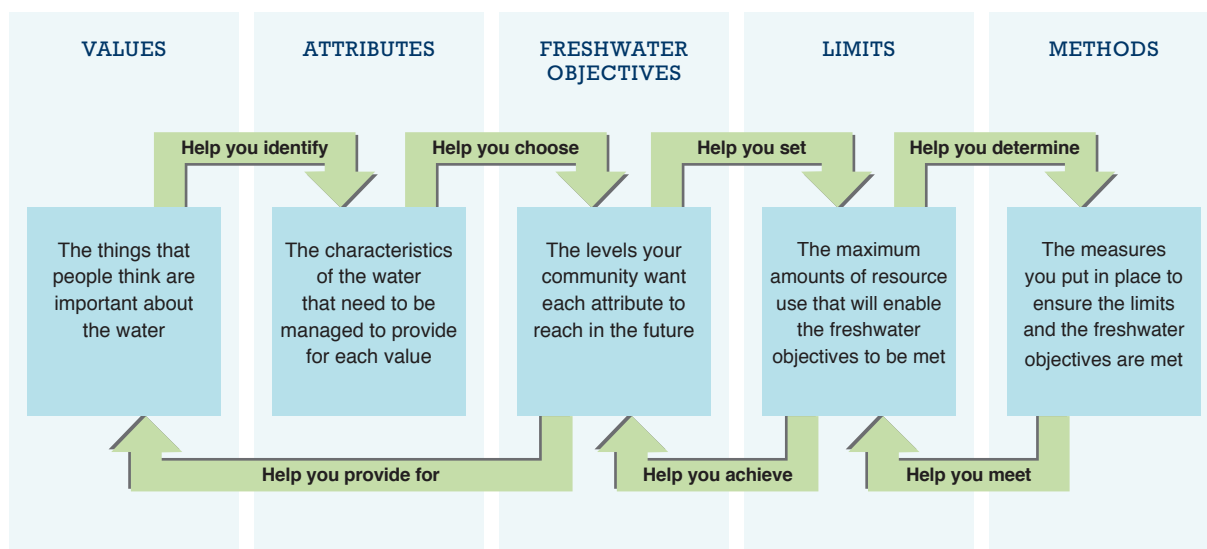 VALUES
ATTRIBUTES
FRESHWATER
OBJECTIVES
LIMITS
METHODS
Help you identify
Help you choose
Help you set
Help you determine
The things that
people think are
important about
the water
The characteristics
of the water
that need to be
managed to provide
for each value
The levels your
community want
each attribute to
reach in the future
The maximum
amounts of resource
use that will enable
the freshwater
objectives to be met
The measures
you put in place to
ensure the limits
and the freshwater
objectives are met
Help you provide for
Help you achieve
Help you meet